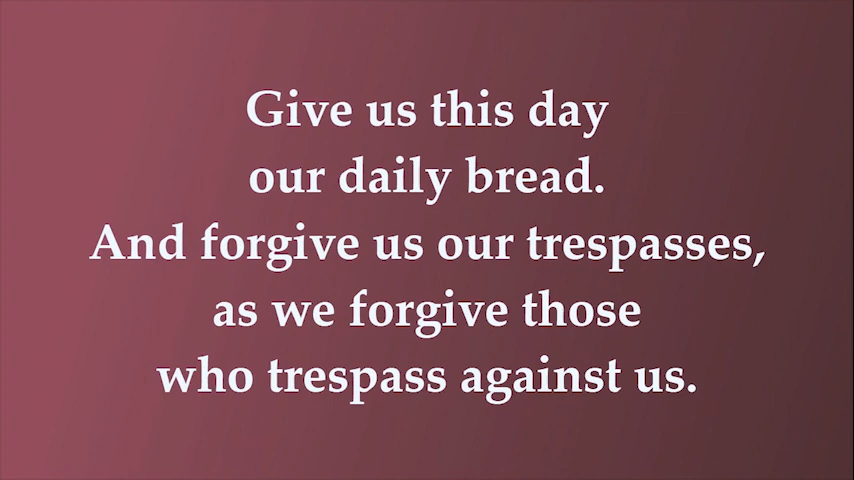 Give us this day
our daily bread.
And forgive us our trespasses,
as we forgive those
who trespass against us.